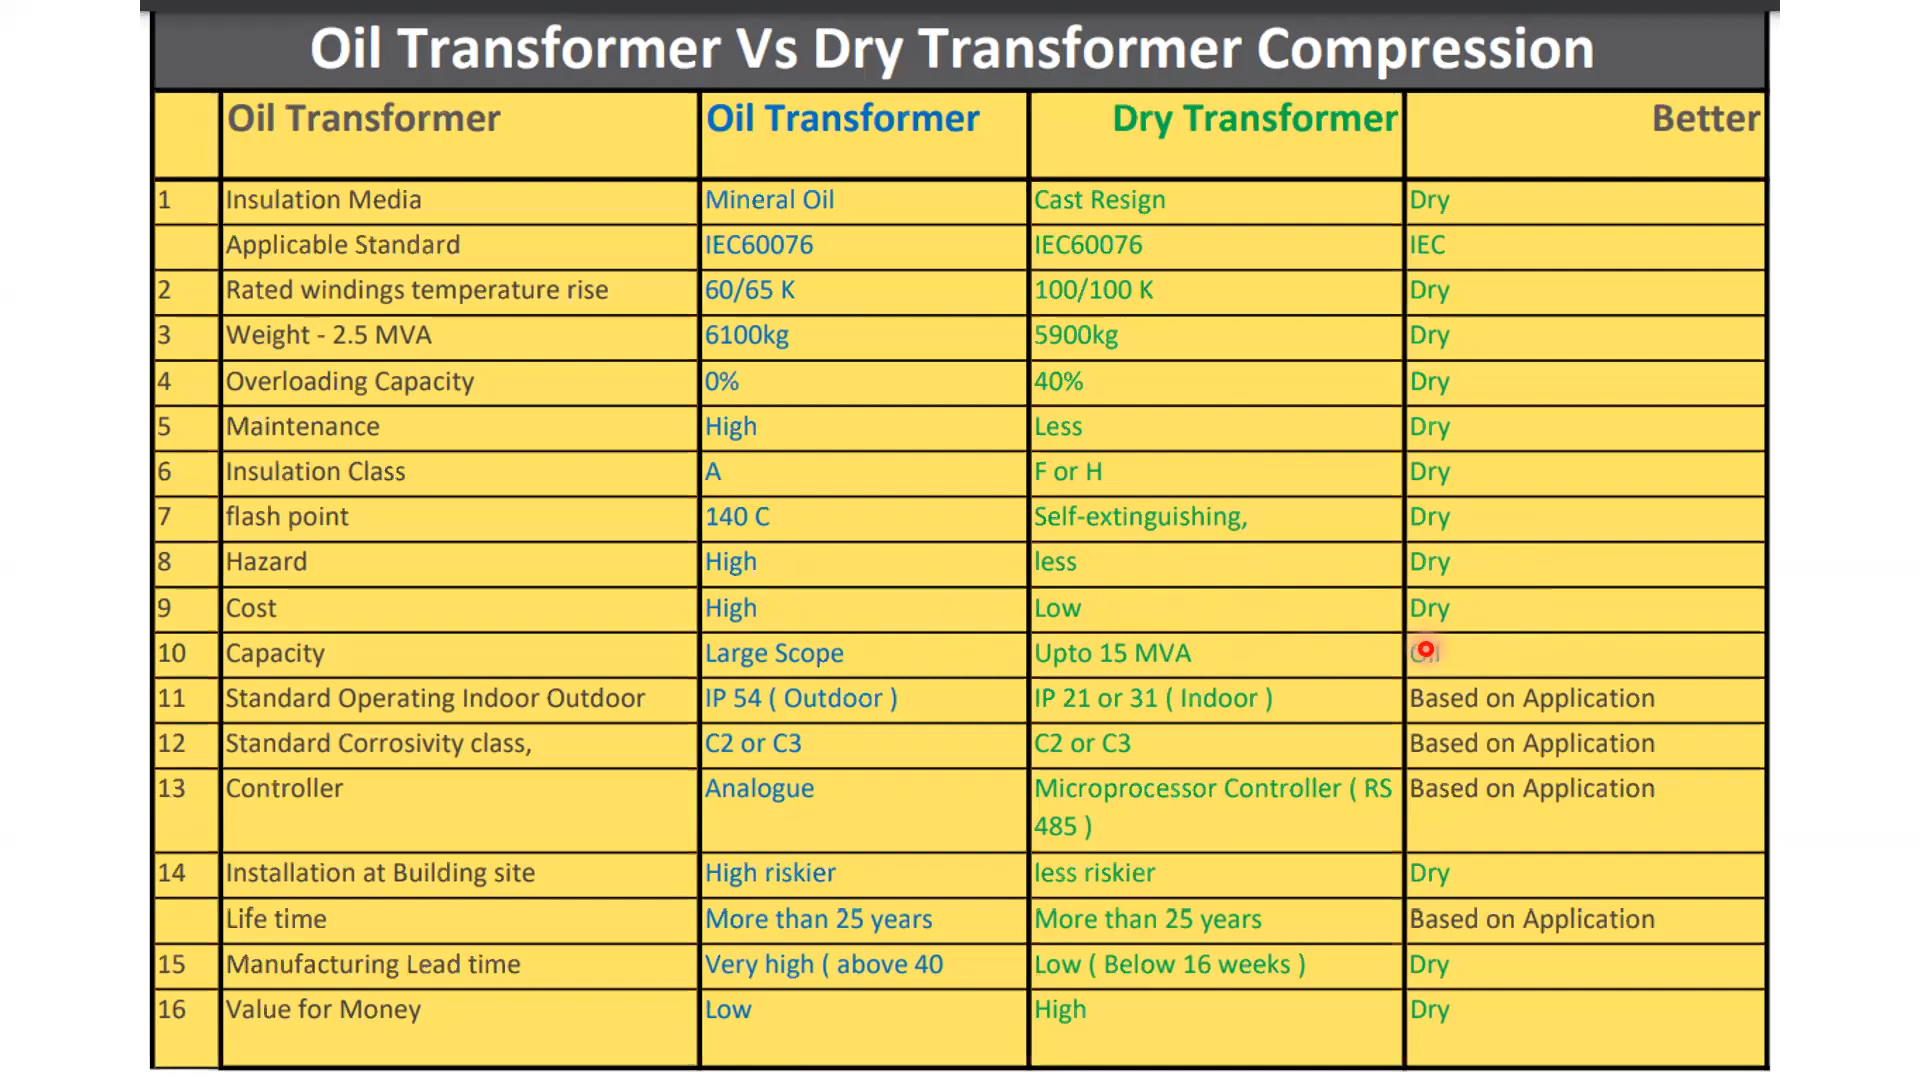 Oil Transformer Vs Dry Transformer Compression
Oil Transformer Oil Transformer Dry Transformer Better
1 Insulation Media Mineral Oil Cast Resign Dry
Applicable Standard IEC60076 IEC60076 IEC
2 Rated windings temperature rise 60/65 K 100/100 K Dry
3 Weight - 2.5 MVA 6100kg 5900kg Dry
4 Overloading Capacity 0% 40% Dry
5 Maintenance High Less Dry
6 Insulation Class A F or H Dry
7 flash point 140 C Self-extinguishing, Dry
8 Hazard High less Dry
9 Cost High Low Dry
10 Capacity Large Scope Upto 15 MVA Oil
11 Standard Operating Indoor Outdoor IP 54 ( Outdoor ) IP 21 or 31 ( Indoor ) Based on Application
12 Standard Corrosivity class, C2 or C3 C2 or C3 Based on Application
13 Controller Analogue Microprocessor Controller ( RS Based on Application
485 )
14 Installation at Building site High riskier less riskier Dry
Life time More than 25 years More than 25 years Based on Application
15 Manufacturing Lead time Very high ( above 40 Low ( Below 16 weeks ) Dry
16 Value for Money Low High Dry